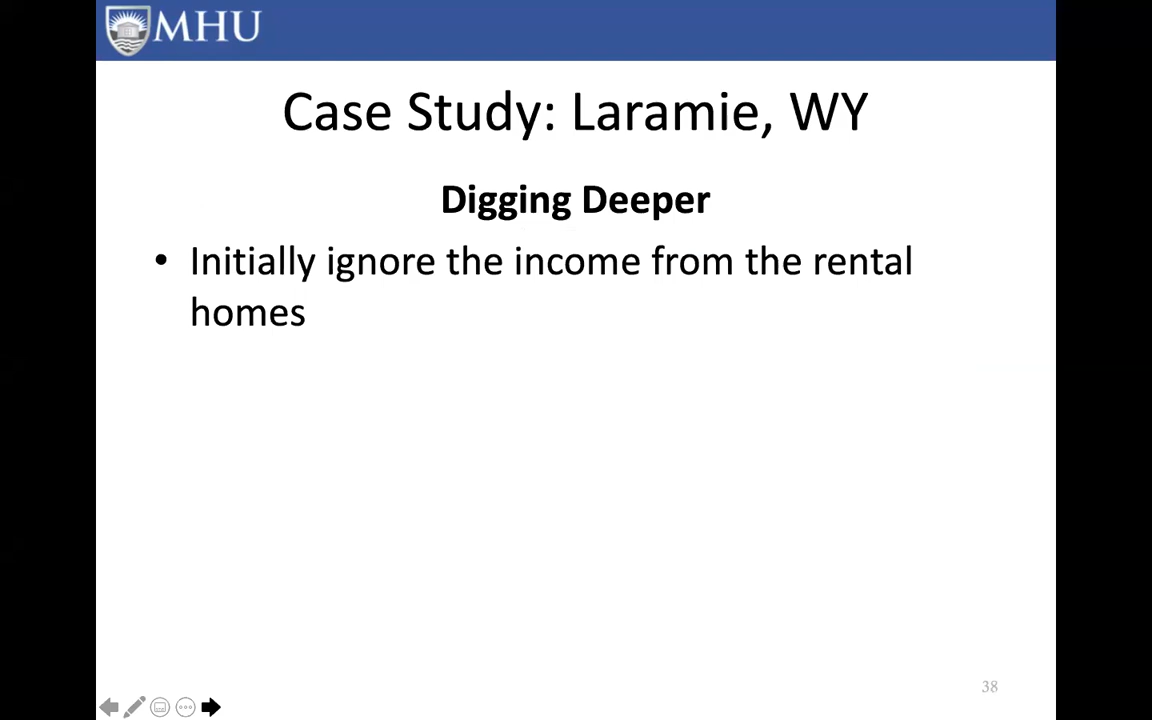 MHU
Case Study: Laramie, WY
Digging Deeper
• Initially ignore the income from the rental
homes
38